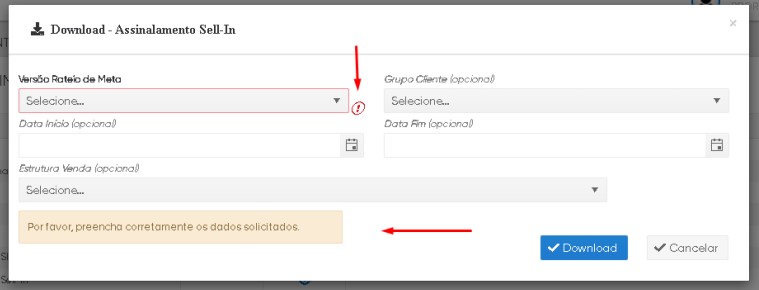 Download - Assinalamento Sell-In
×
Versão Rateio de Meta
Grupo Cliente (opcional)
Selecione...
Selecione...
Data Início (opcional)
Data Fim (opcional)
Estrutura Venda (opcional)
Selecione...
Por favor, preencha corretamente os dados solicitados.
Download
Cancelar